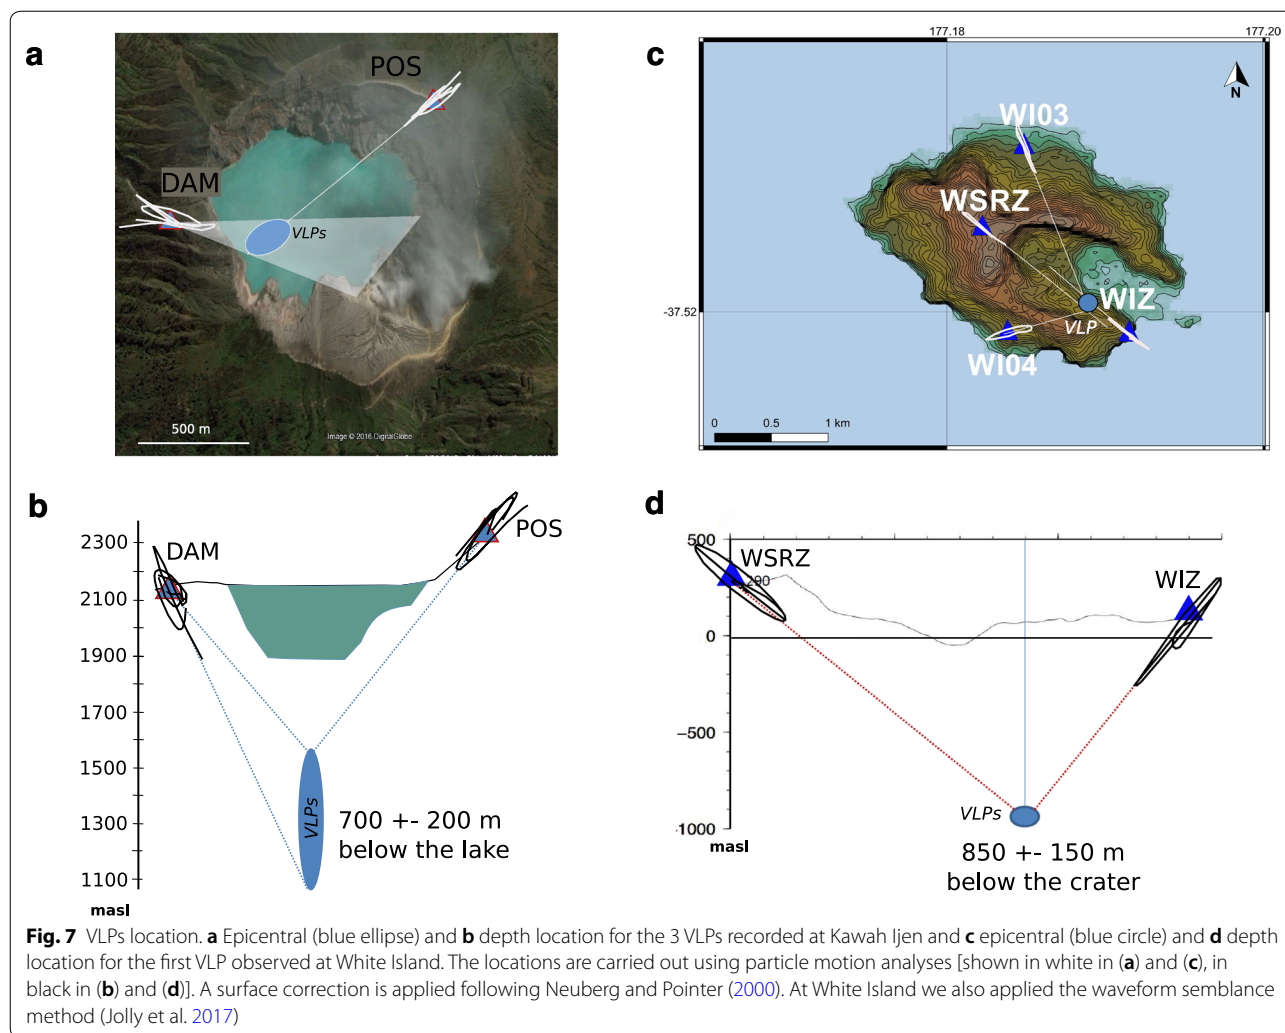 a
POS
DAM
VLPs
500 m
Image © 2016 DigitalGlobe
c
177.18
177.20
N
WI03
WSRZ
WIZ
-37.52
VLP
WI04
0
0.5
1 km
b
2300
2100
1900
1700
1500
1300
1100
masl
DAM
POS
VLPs
700 +- 200 m
below the lake
d
500
0
-500
-1000
masl
WSRZ
290
WIZ
VLPs
850 +- 150 m
below the crater
Fig. 7 VLPs location. a Epicentral (blue ellipse) and b depth location for the 3 VLPs recorded at Kawah Ijen and c epicentral (blue circle) and d depth
location for the first VLP observed at White Island. The locations are carried out using particle motion analyses [shown in white in (a) and (c), in
black in (b) and (d)]. A surface correction is applied following Neuberg and Pointer (2000). At White Island we also applied the waveform semblance
method (Jolly et al. 2017)